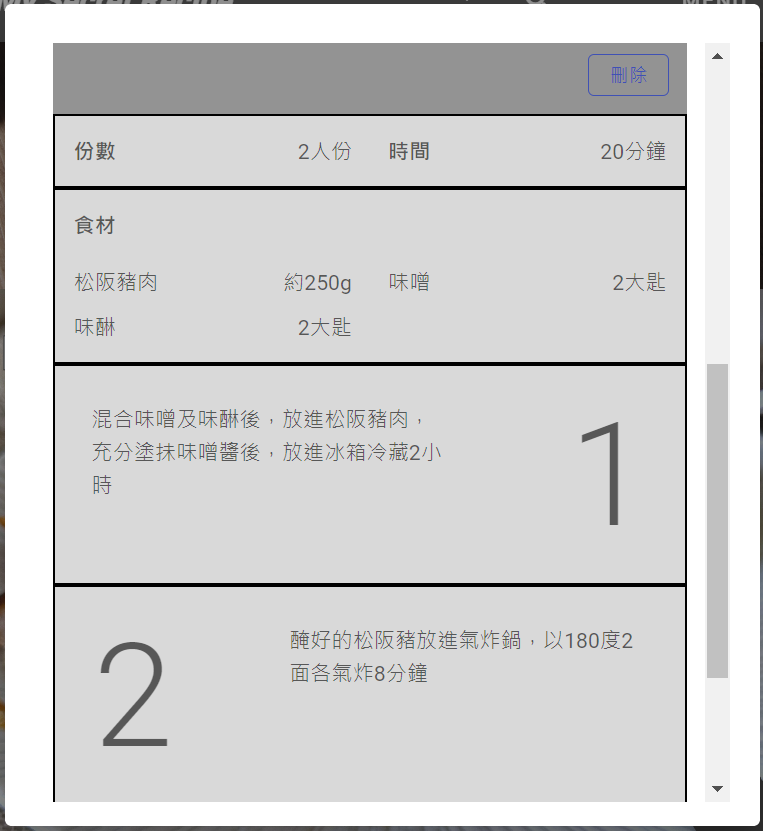 MENU
刪除
份數 2人份 時間 20分鐘
食材
松阪豬肉 約250g 味噌 2大匙
味醂 2大匙
混合味噌及味醂後，放進松阪豬肉，
充分塗抹味噌醬後，放進冰箱冷藏2小
時
1
2
醃好的松阪豬放進氣炸鍋，以180度2
面各氣炸8分鐘